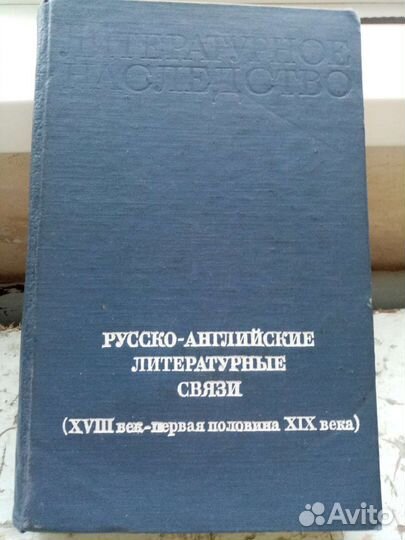 ЛИТЕРАТУРНОЕ
НАСЛЕДСТВО
РУССКО-АНГЛИЙСКИЕ
ЛИТЕРАТУРНЫЕ
СВЯЗИ
(XVIII век-первая половина XIX века)
Avito